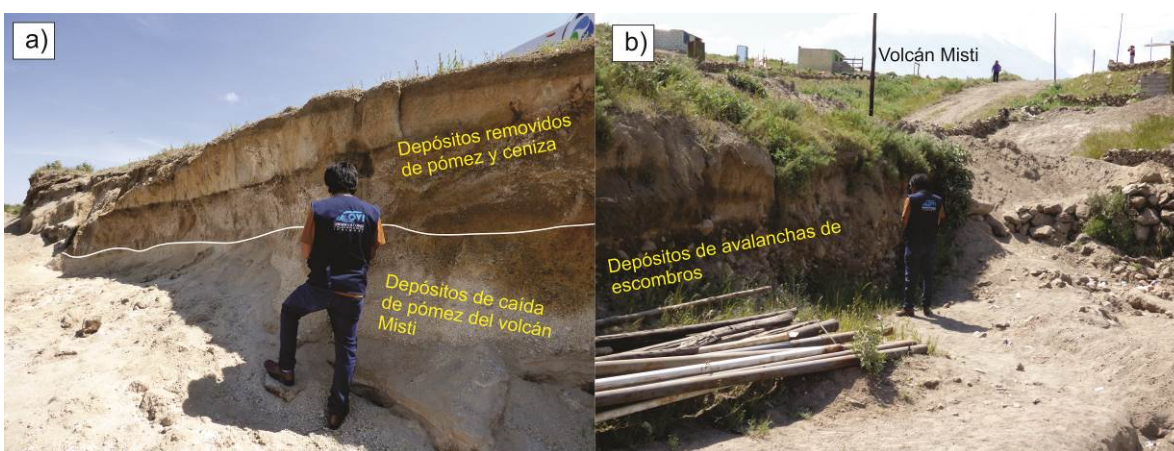 a)
Depósitos removidos
de pómez y ceniza
OVI
Depósitos de caída
de pómez del volcán
Misti
b)
Volcán Misti
Depósitos de avalanchas de
escombros